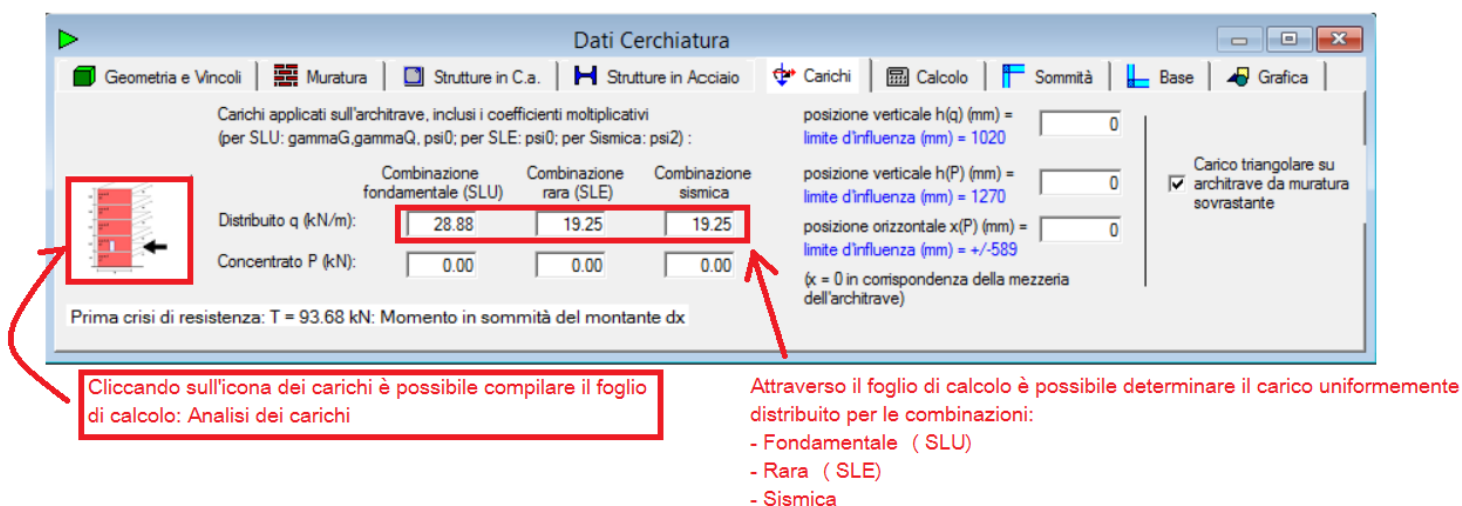 Dati Cerchiatura
Geometria e Vincoli
Muratura
Strutture in C.a.
Strutture in Acciaio
Carichi
Calcolo
Sommità
Base
Grafica
Carichi applicati sull'architrave, inclusi i coefficienti moltiplicativi
(per SLU: gammaG,gammaQ, psi0; per SLE: psi0; per Sismica: psi2) :
Combinazione
fondamentale (SLU)
Combinazione
rara (SLE)
Combinazione
sismica
Distribuito q (kN/m):
28.88
19.25
19.25
Concentrato P (kN):
0.00
0.00
0.00
Prima crisi di resistenza: T = 93.68 kN: Momento in sommità del montante dx
posizione verticale h(q) (mm) =
0
limite d'influenza (mm) = 1020
posizione verticale h(P) (mm) =
0
limite d'influenza (mm) = 1270
posizione orizzontale x(P) (mm) =
0
limite d'influenza (mm) = +/-589
(x = 0 in corrispondenza della mezzeria
dell'architrave)
Carico triangolare su
architrave da muratura
sovrastante
Cliccando sull'icona dei carichi è possibile compilare il foglio
di calcolo: Analisi dei carichi
Attraverso il foglio di calcolo è possibile determinare il carico uniformemente
distribuito per le combinazioni:
- Fondamentale ( SLU)
- Rara ( SLE)
- Sismica